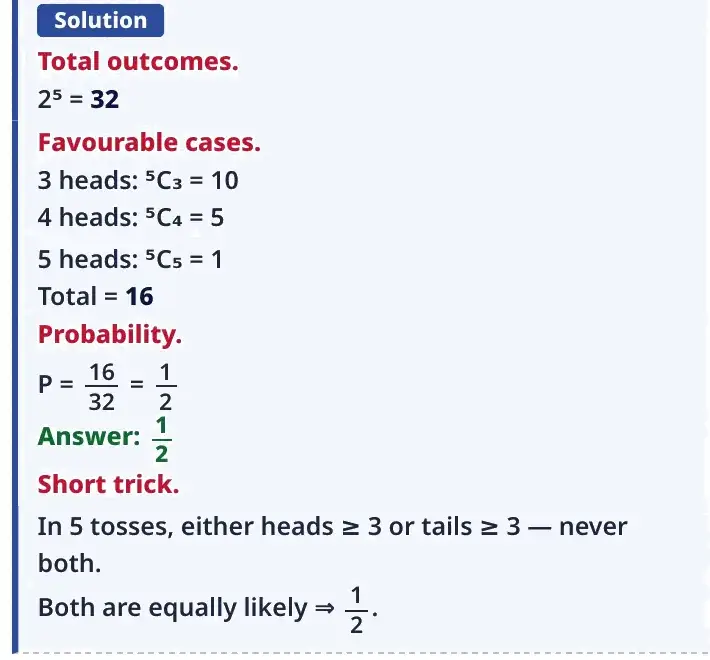 Solution
Total outcomes.
2⁵ = 32
Favourable cases.
3 heads: ⁵C₃ = 10
4 heads: ⁵C₄ = 5
5 heads: ⁵C₅ = 1
Total = 16
Probability.
P = 16/32 = 1/2
Answer: 1/2
Short trick.
In 5 tosses, either heads ≥ 3 or tails ≥ 3 — never
both.
Both are equally likely ⇒ 1/2.